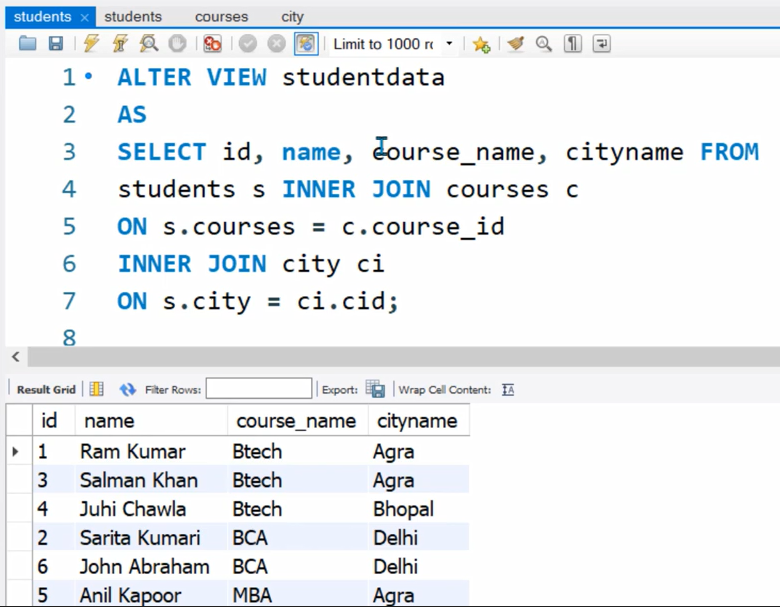 students × students courses city
Limit to 1000 r
1 • ALTER VIEW studentdata
2 AS
3 SELECT id, name, course_name, cityname FROM
4 students s INNER JOIN courses c
5 ON s.courses = c.course_id
6 INNER JOIN city ci
7 ON s.city = ci.cid;
8
Result Grid Filter Rows: Export: Wrap Cell Content:
id name course_name cityname
1 Ram Kumar Btech Agra
3 Salman Khan Btech Agra
4 Juhi Chawla Btech Bhopal
2 Sarita Kumari BCA Delhi
6 John Abraham BCA Delhi
5 Anil Kapoor MBA Agra